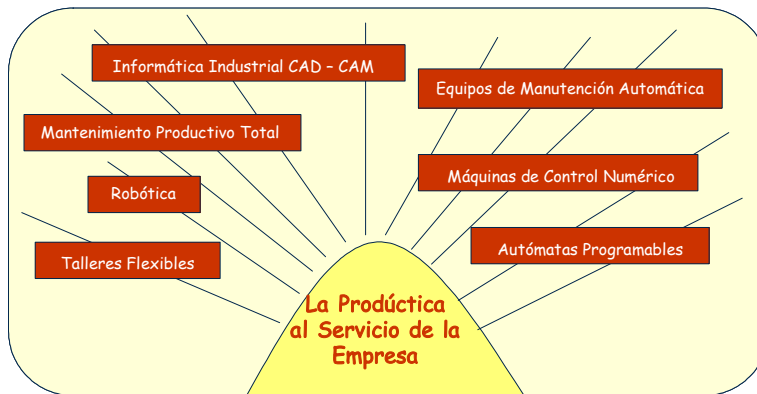 Informática Industrial CAD – CAM
Equipos de Manutención Automática
Mantenimiento Productivo Total
Máquinas de Control Numérico
Robótica
Autómatas Programables
Talleres Flexibles
La Prodúctica
al Servicio de la
Empresa